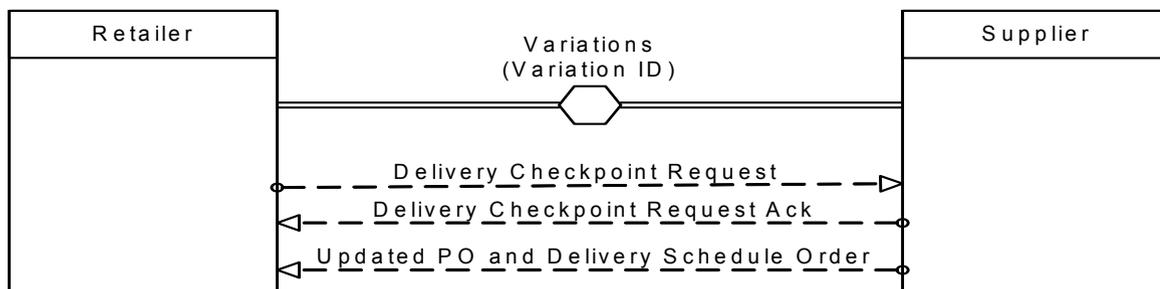 Retailer
Supplier
Variations
(Variation ID)
Delivery Checkpoint Request
Delivery Checkpoint Request Ack
Updated PO and Delivery Schedule Order